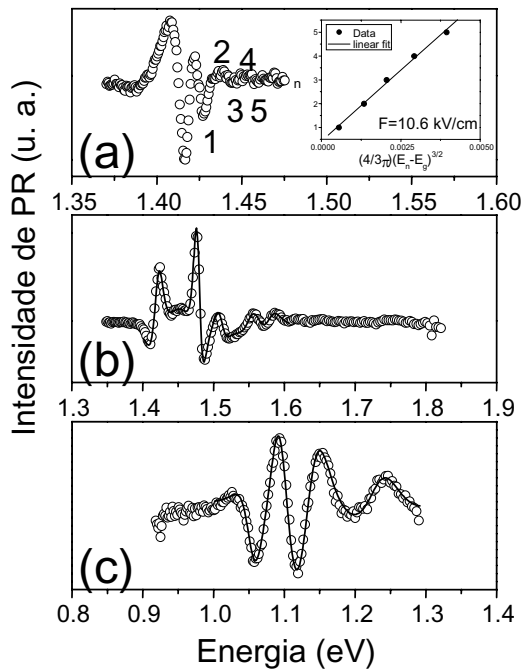 Intensidade de PR (u. a.)
(a)
1
2
3
4
5
n
Data
linear fit
F=10.6 kV/cm
5
4
3
2
1
0.0000 0.0025 0.0050
(4/3π)(Eₙ-E_g)^3/2
1.35 1.40 1.45 1.50 1.55 1.60
(b)
1.3 1.4 1.5 1.6 1.7 1.8 1.9
(c)
0.8 0.9 1.0 1.1 1.2 1.3 1.4
Energia (eV)